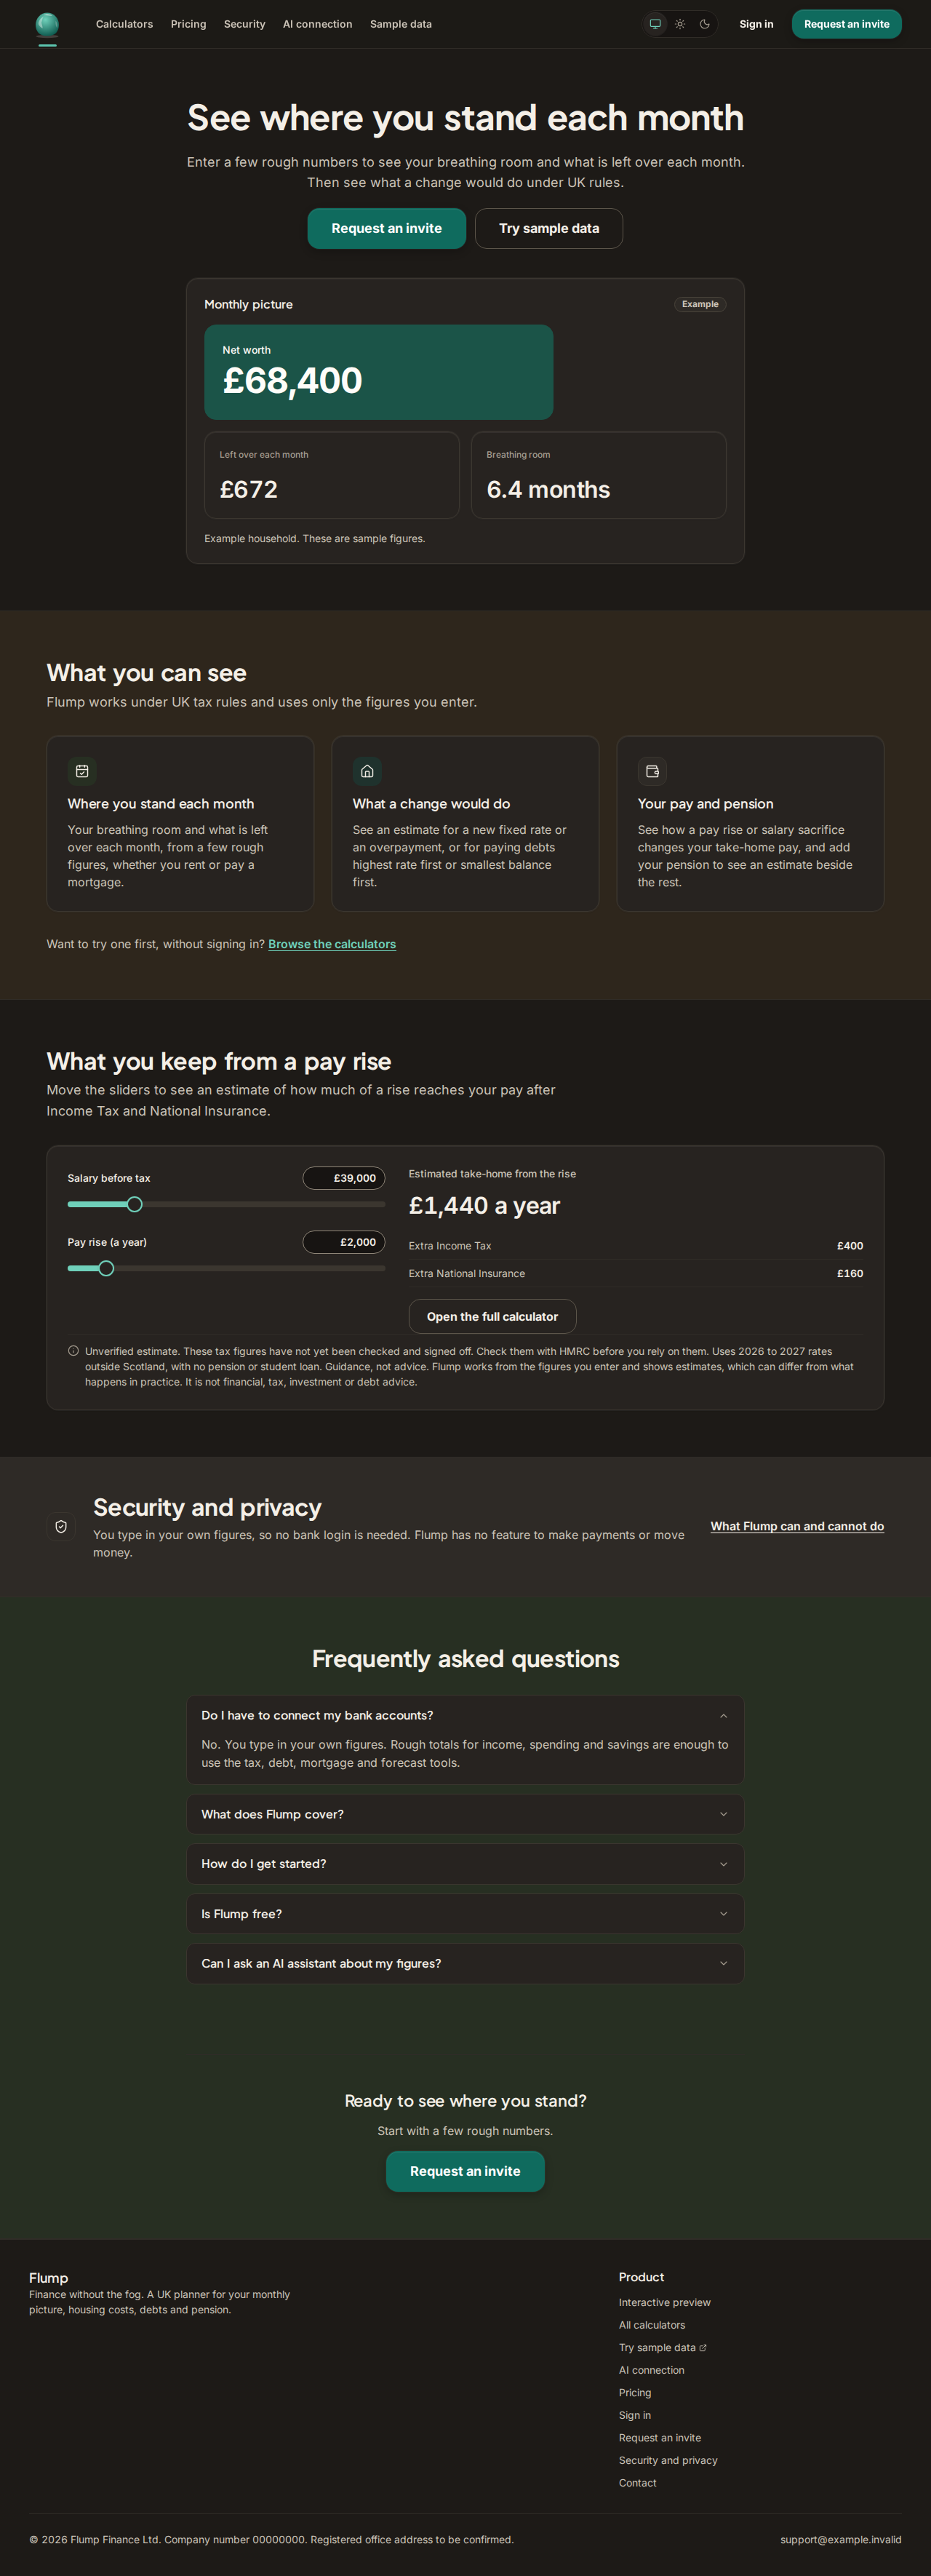 Calculators Pricing Security AI connection Sample data Sign in Request an invite
See where you stand each month
Enter a few rough numbers to see your breathing room and what is left over each month.
Then see what a change would do under UK rules.
Request an invite Try sample data
Monthly picture Example
Net worth
£68,400
Left over each month
£672
Breathing room
6.4 months
Example household. These are sample figures.
What you can see
Flump works under UK tax rules and uses only the figures you enter.
Where you stand each month
Your breathing room and what is left
over each month, from a few rough
figures, whether you rent or pay a
mortgage.
What a change would do
See an estimate for a new fixed rate or
an overpayment, or for paying debts
highest rate first or smallest balance
first.
Your pay and pension
See how a pay rise or salary sacrifice
changes your take-home pay, and add
your pension to see an estimate beside
the rest.
Want to try one first, without signing in? Browse the calculators
What you keep from a pay rise
Move the sliders to see an estimate of how much of a rise reaches your pay after
Income Tax and National Insurance.
Salary before tax £39,000
Pay rise (a year) £2,000
Estimated take-home from the rise
£1,440 a year
Extra Income Tax £400
Extra National Insurance £160
Open the full calculator
Unverified estimate. These tax figures have not yet been checked and signed off. Check them with HMRC before you rely on them. Uses 2026 to 2027 rates
outside Scotland, with no pension or student loan. Guidance, not advice. Flump works from the figures you enter and shows estimates, which can differ from what
happens in practice. It is not financial, tax, investment or debt advice.
Security and privacy
You type in your own figures, so no bank login is needed. Flump has no feature to make payments or move
money.
What Flump can and cannot do
Frequently asked questions
Do I have to connect my bank accounts?
No. You type in your own figures. Rough totals for income, spending and savings are enough to
use the tax, debt, mortgage and forecast tools.
What does Flump cover?
How do I get started?
Is Flump free?
Can I ask an AI assistant about my figures?
Ready to see where you stand?
Start with a few rough numbers.
Request an invite
Flump
Finance without the fog. A UK planner for your monthly
picture, housing costs, debts and pension.
Product
Interactive preview
All calculators
Try sample data
AI connection
Pricing
Sign in
Request an invite
Security and privacy
Contact
© 2026 Flump Finance Ltd. Company number 00000000. Registered office address to be confirmed. support@example.invalid